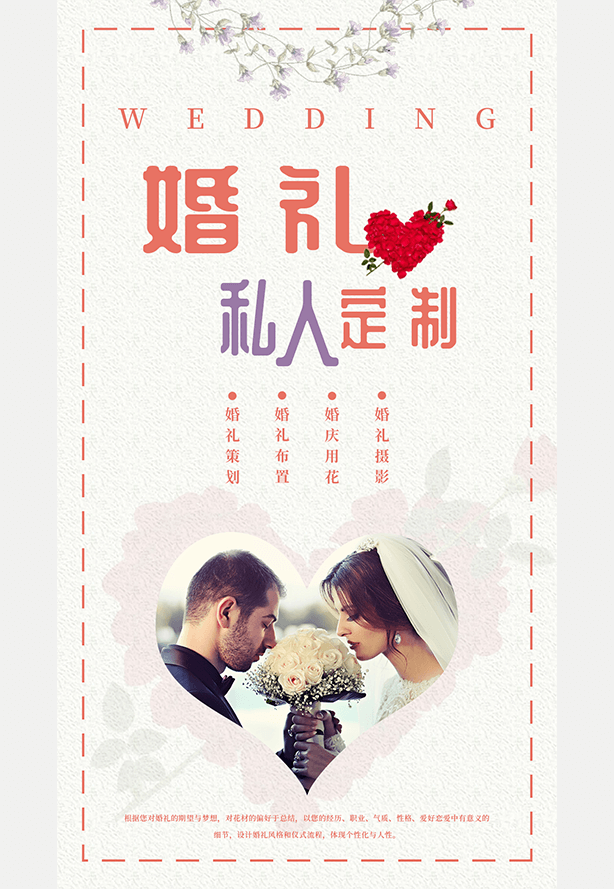 WEDDING
婚礼
私人定制
婚礼策划
婚礼布置
婚庆用花
婚礼摄影
根据您对婚礼的期望与梦想，对花材的偏好于总结，以您的经历、职业、气质、性格、爱好恋爱中有意义的
细节，设计婚礼风格和仪式流程，体现个性化与人性。